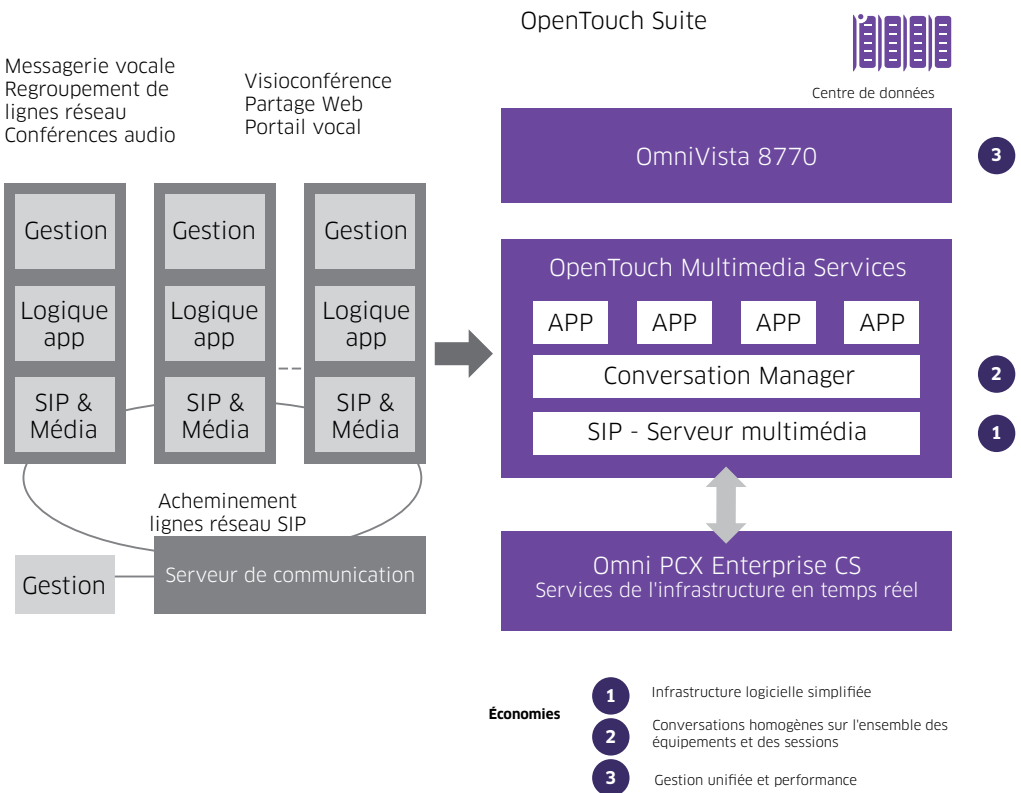 OpenTouch Suite
Messagerie vocale
Regroupement de
lignes réseau
Conférences audio
Visioconférence
Partage Web
Portail vocal
Centre de données
Gestion
Logique
app
SIP &
Média
Gestion
Logique
app
SIP &
Média
Gestion
Logique
app
SIP &
Média
Acheminement
lignes réseau SIP
Gestion
Serveur de communication
OmniVista 8770
3
OpenTouch Multimedia Services
APP
APP
APP
APP
Conversation Manager
2
SIP - Serveur multimédia
1
Omni PCX Enterprise CS
Services de l'infrastructure en temps réel
Économies
1
Infrastructure logicielle simplifiée
2
Conversations homogènes sur l'ensemble des
équipements et des sessions
3
Gestion unifiée et performance